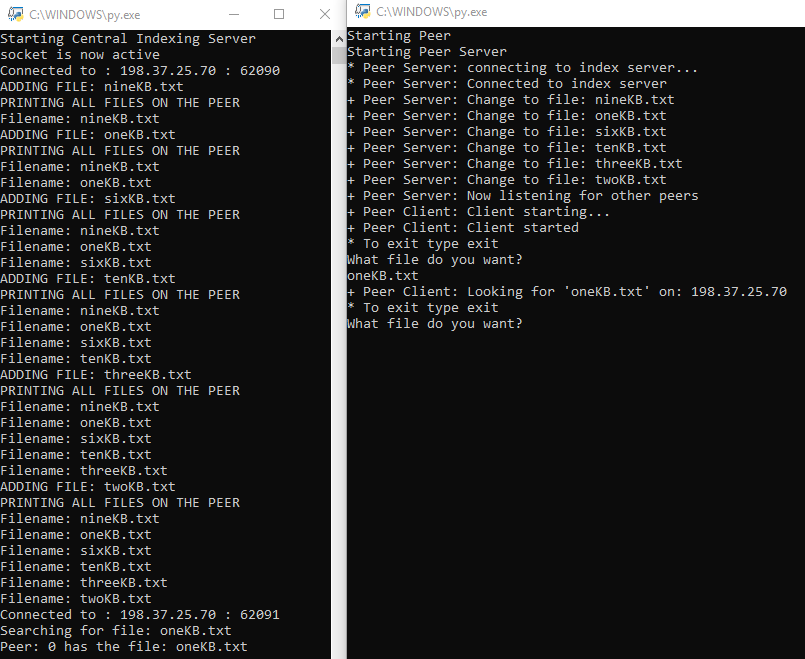 C:\WINDOWS\py.exe
Starting Central Indexing Server
socket is now active
Connected to : 198.37.25.70 : 62090
ADDING FILE: nineKB.txt
PRINTING ALL FILES ON THE PEER
Filename: nineKB.txt
ADDING FILE: oneKB.txt
PRINTING ALL FILES ON THE PEER
Filename: nineKB.txt
Filename: oneKB.txt
ADDING FILE: sixKB.txt
PRINTING ALL FILES ON THE PEER
Filename: nineKB.txt
Filename: oneKB.txt
Filename: sixKB.txt
ADDING FILE: tenKB.txt
PRINTING ALL FILES ON THE PEER
Filename: nineKB.txt
Filename: oneKB.txt
Filename: sixKB.txt
Filename: tenKB.txt
ADDING FILE: threeKB.txt
PRINTING ALL FILES ON THE PEER
Filename: nineKB.txt
Filename: oneKB.txt
Filename: sixKB.txt
Filename: tenKB.txt
Filename: threeKB.txt
ADDING FILE: twoKB.txt
PRINTING ALL FILES ON THE PEER
Filename: nineKB.txt
Filename: oneKB.txt
Filename: sixKB.txt
Filename: tenKB.txt
Filename: threeKB.txt
Filename: twoKB.txt
Connected to : 198.37.25.70 : 62091
Searching for file: oneKB.txt
Peer: 0 has the file: oneKB.txt
C:\WINDOWS\py.exe
Starting Peer
Starting Peer Server
* Peer Server: connecting to index server...
* Peer Server: Connected to index server
+ Peer Server: Change to file: nineKB.txt
+ Peer Server: Change to file: oneKB.txt
+ Peer Server: Change to file: sixKB.txt
+ Peer Server: Change to file: tenKB.txt
+ Peer Server: Change to file: threeKB.txt
+ Peer Server: Change to file: twoKB.txt
+ Peer Server: Now listening for other peers
+ Peer Client: Client starting...
+ Peer Client: Client started
* To exit type exit
What file do you want?
oneKB.txt
+ Peer Client: Looking for 'oneKB.txt' on: 198.37.25.70
* To exit type exit
What file do you want?